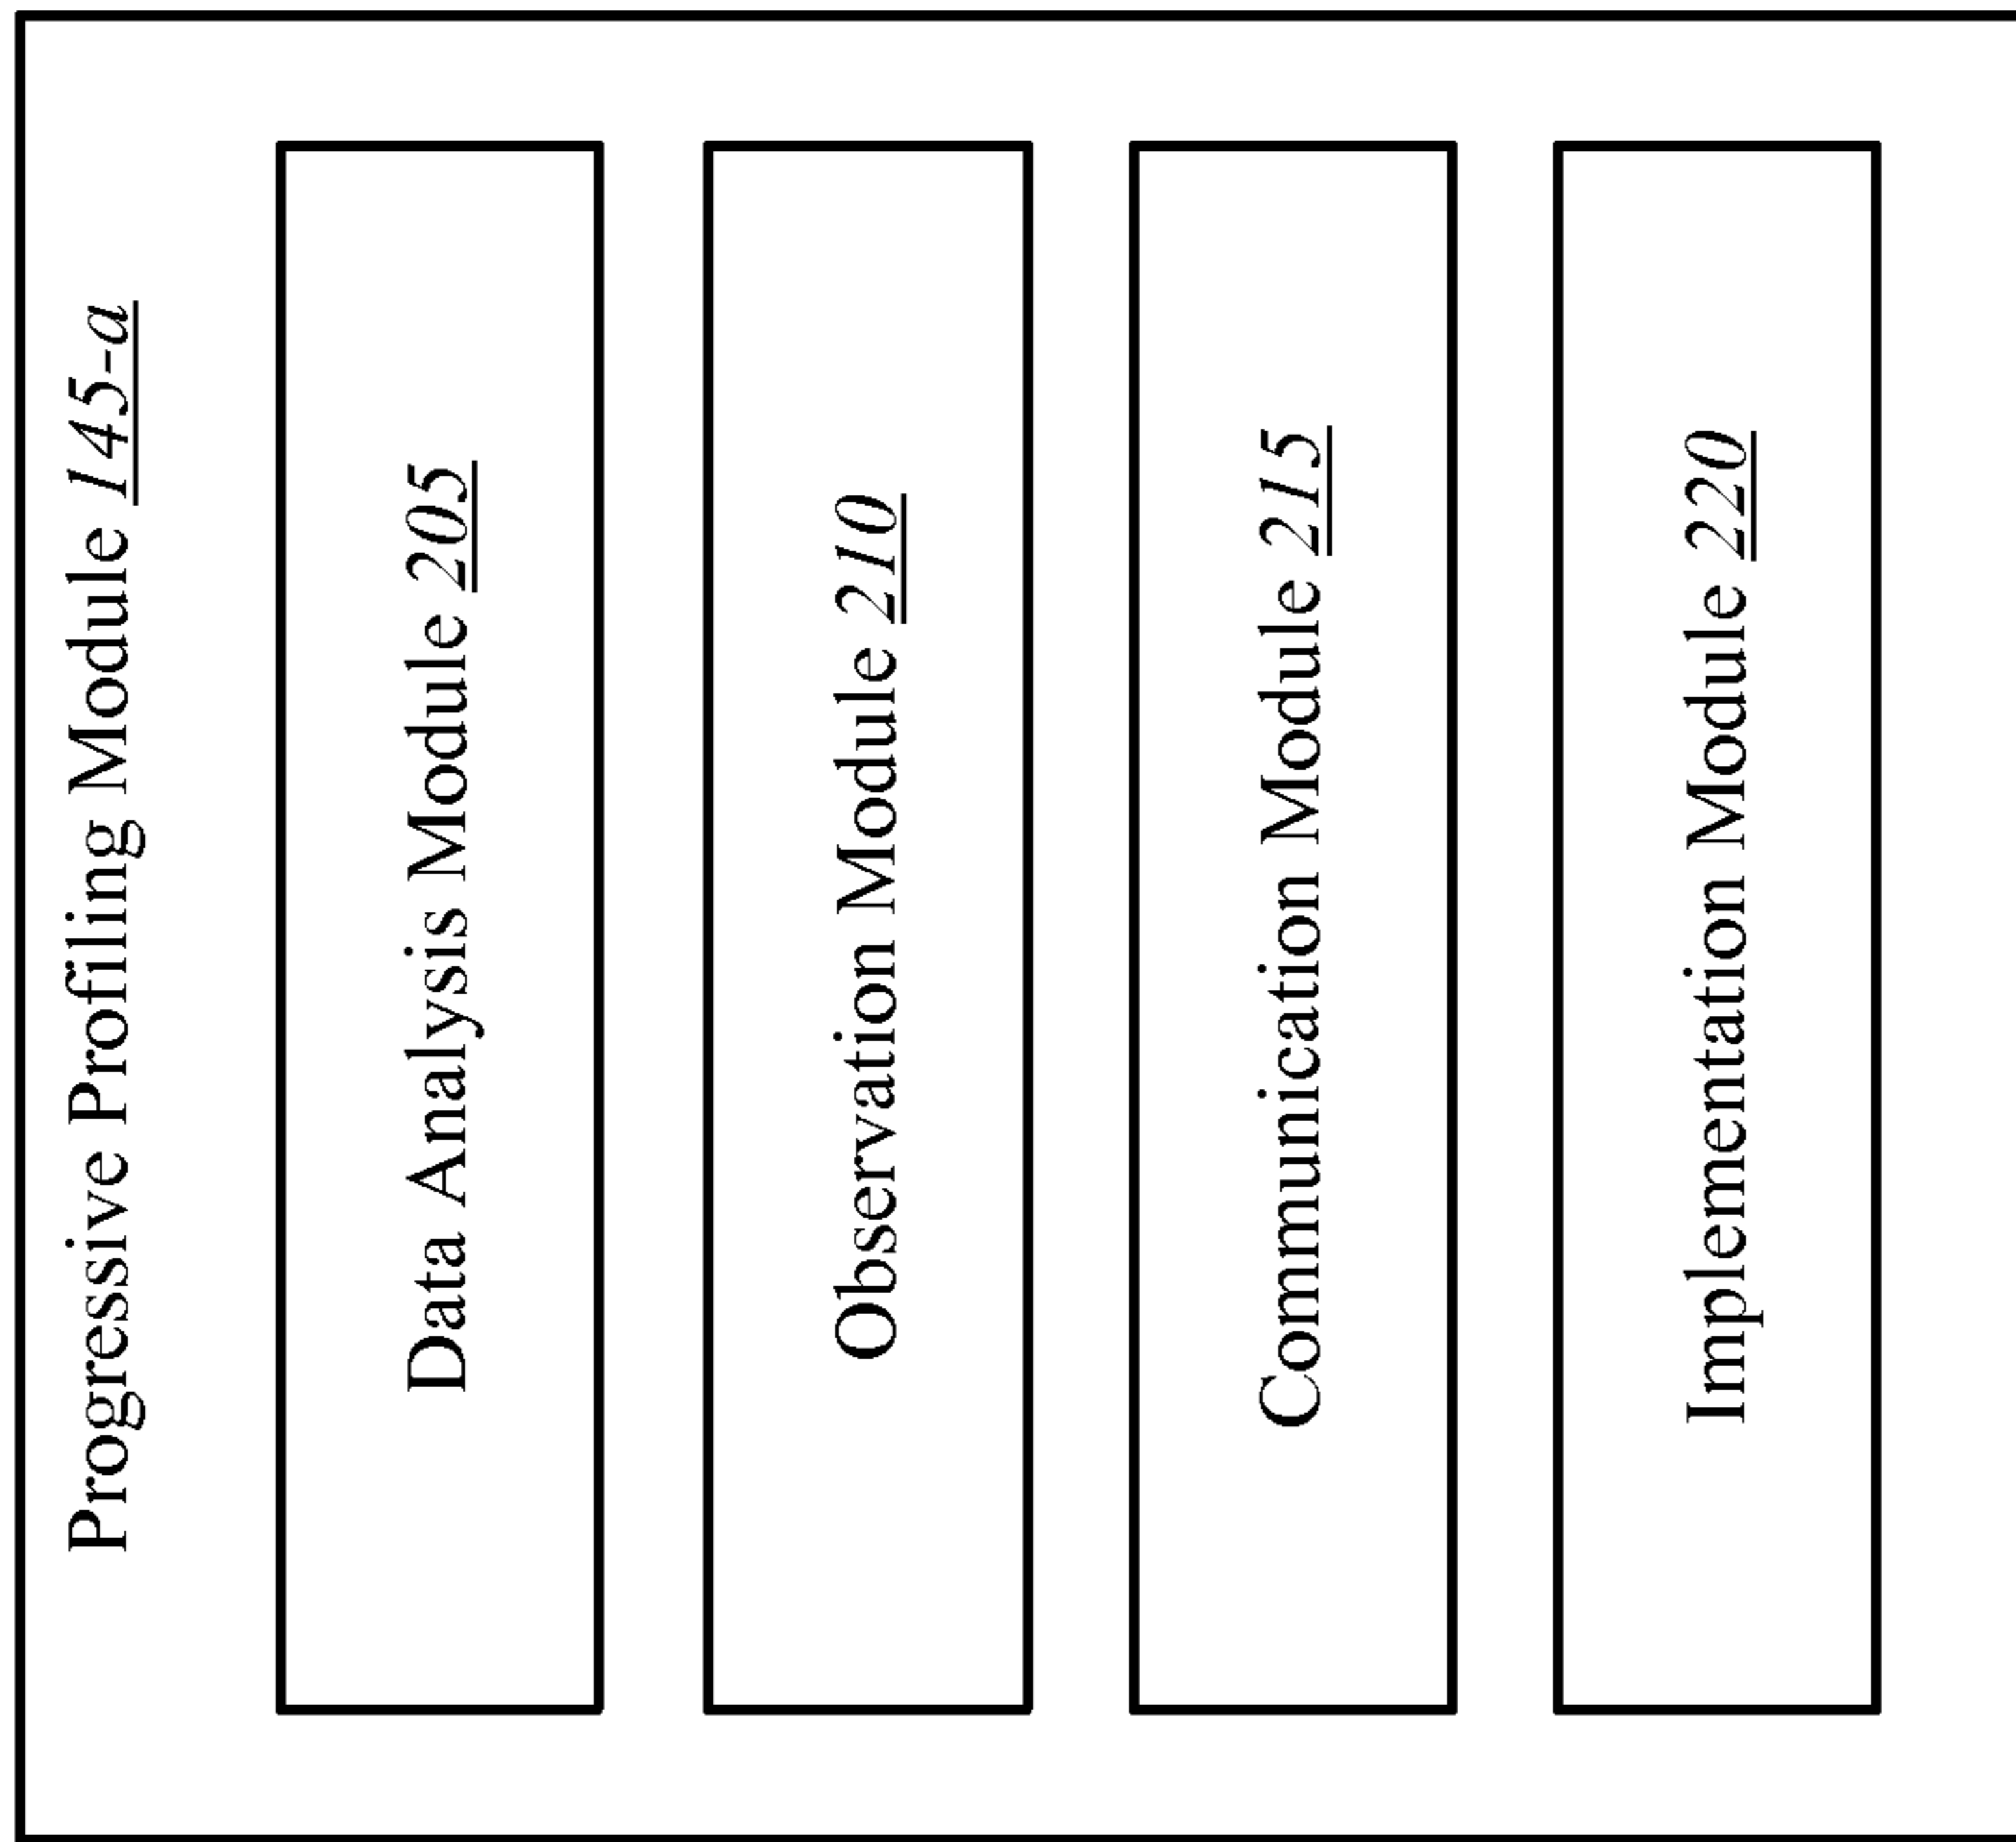 Progressive Profiling Module 145-a
Data Analysis Module 205
Observation Module 210
Communication Module 215
Implementation Module 220